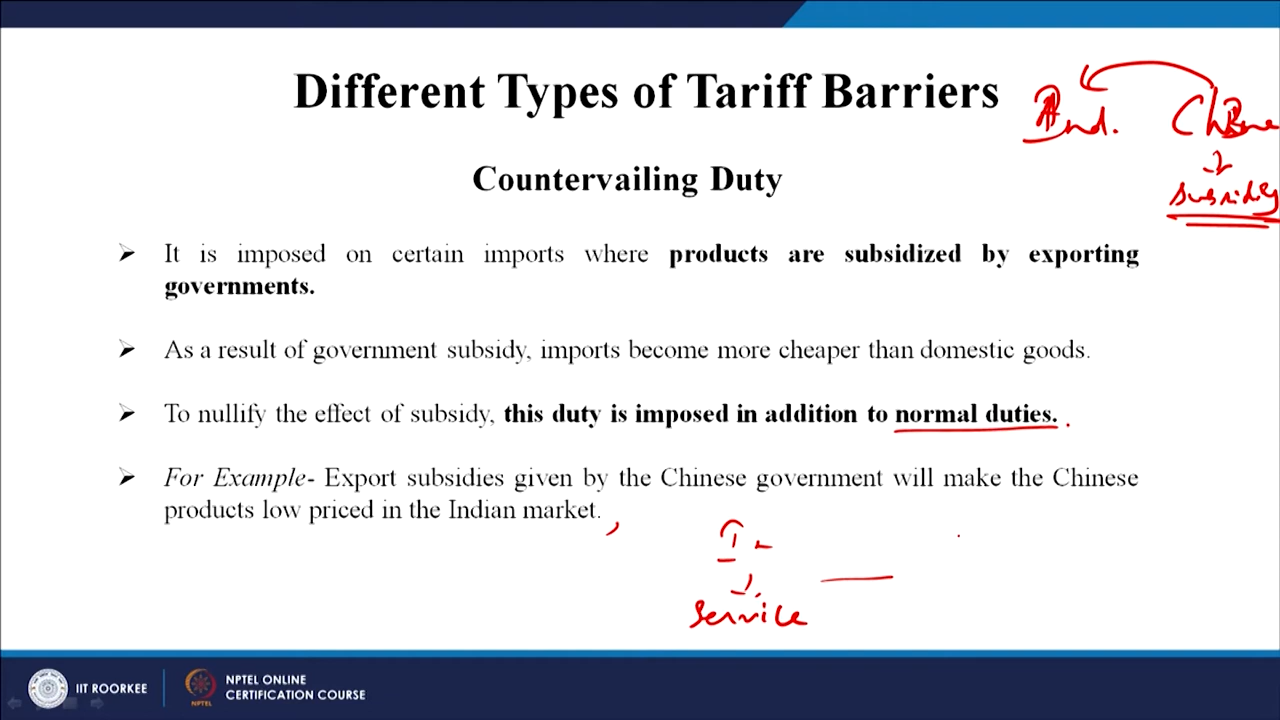 Different Types of Tariff Barriers
Ind. China
subsidy
Countervailing Duty
➢ It is imposed on certain imports where products are subsidized by exporting
governments.
➢ As a result of government subsidy, imports become more cheaper than domestic goods.
➢ To nullify the effect of subsidy, this duty is imposed in addition to normal duties.
➢ For Example- Export subsidies given by the Chinese government will make the Chinese
products low priced in the Indian market.
Service
IIT ROORKEE
NPTEL ONLINE
CERTIFICATION COURSE
NPTEL